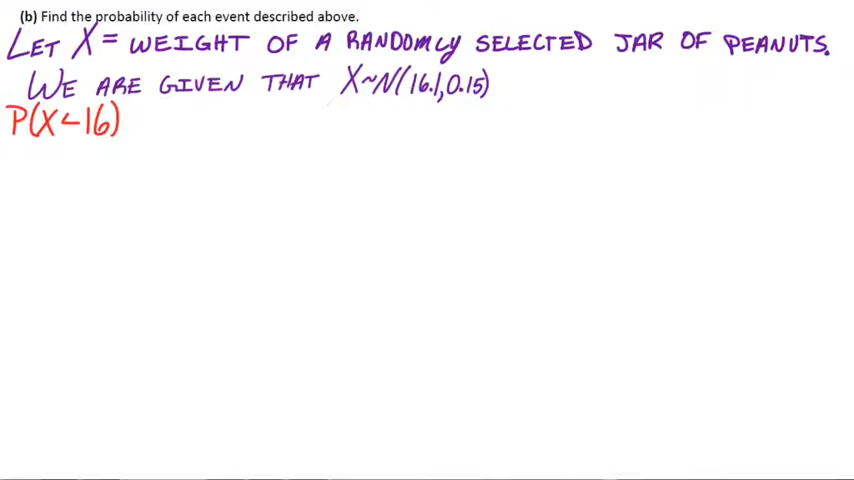 (b) Find the probability of each event described above.
LET X = WEIGHT OF A RANDOMLY SELECTED JAR OF PEANUTS.
WE ARE GIVEN THAT X~N(16.1,0.15)
P(X<16)